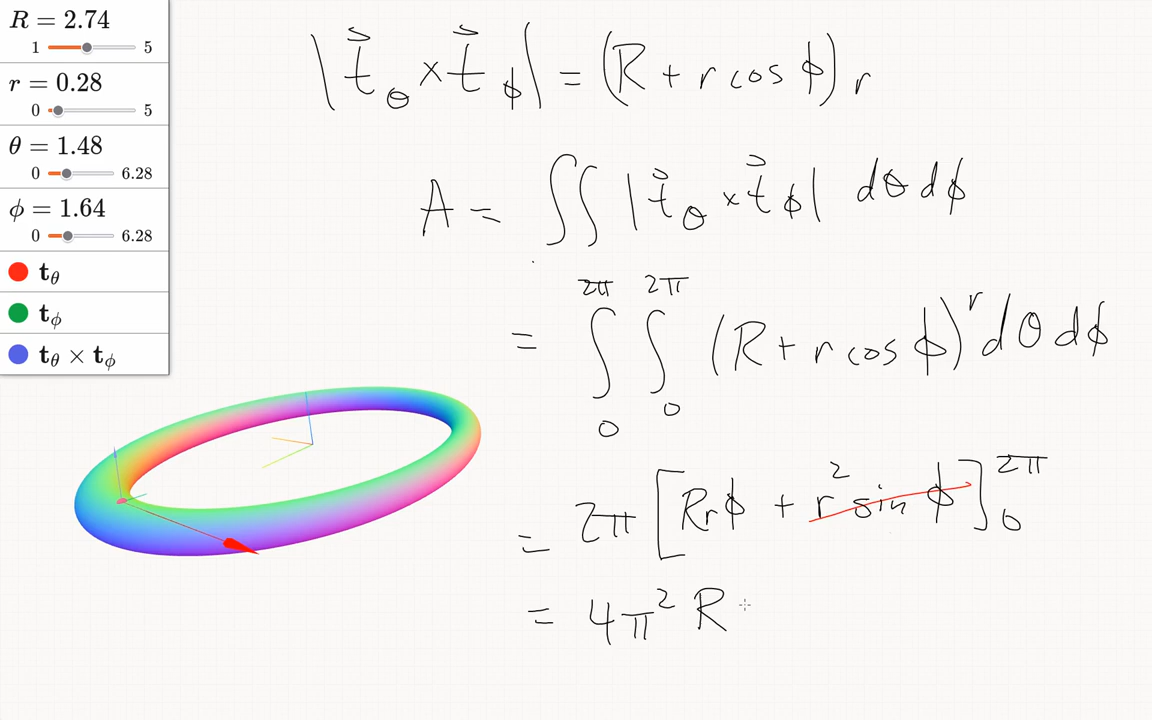 R = 2.74
1 5
r = 0.28
0 5
θ = 1.48
0 6.28
ϕ = 1.64
0 6.28
t_θ
t_ϕ
t_θ × t_ϕ
|t⃗_θ × t⃗_ϕ| = (R + r cos ϕ) r
A = ∬ |t⃗_θ × t⃗_ϕ| dθ dϕ
= ∫_0^{2π} ∫_0^{2π} (R + r cos ϕ) r dθ dϕ
= 2π [Rrϕ + r² sin ϕ]_0^{2π}
= 4π² R